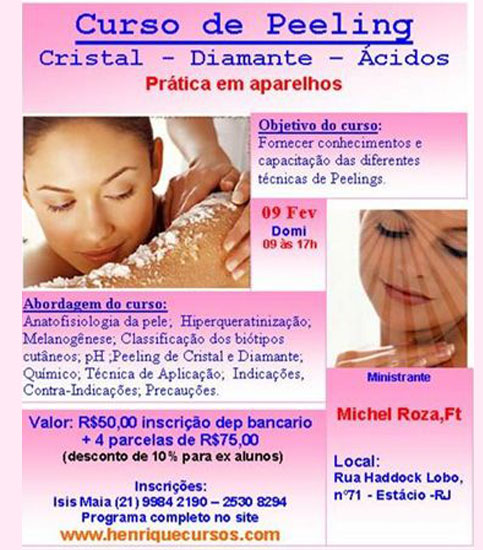 Curso de Peeling
Cristal - Diamante - Ácidos
Prática em aparelhos
Objetivo do curso:
Fornecer conhecimentos e
capacitação das diferentes
técnicas de Peelings.
09 Fev
Domi
09 às 17h
Abordagem do curso:
Anatofisiologia da pele; Hiperqueratinização;
Melanogênese; Classificação dos biótipos
cutâneos; pH ;Peeling de Cristal e Diamante;
Químico; Técnica de Aplicação; Indicações,
Contra-Indicações; Precauções.
Ministrante
Michel Roza,Ft
Valor: R$50,00 inscrição dep bancario
+ 4 parcelas de R$75,00
(desconto de 10% para ex alunos)
Inscrições:
Isis Maia (21) 9984 2190 – 2530 8294
Programa completo no site
www.henriquecursos.com
Local:
Rua Haddock Lobo,
nº71 - Estácio -RJ